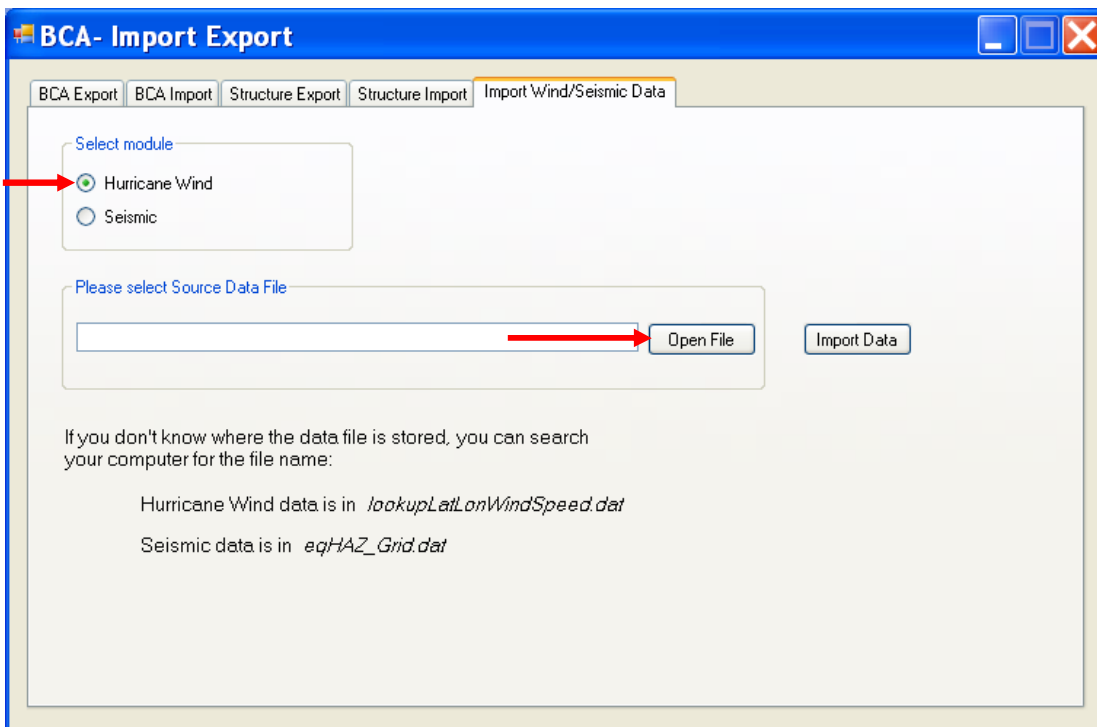 BCA- Import Export
BCA Export BCA Import Structure Export Structure Import Import Wind/Seismic Data
Select module
Hurricane Wind
Seismic
Please select Source Data File
Open File Import Data
If you don't know where the data file is stored, you can search
your computer for the file name:
Hurricane Wind data is in lookupLatLonWindSpeed.dat
Seismic data is in eqHAZ_Grid.dat